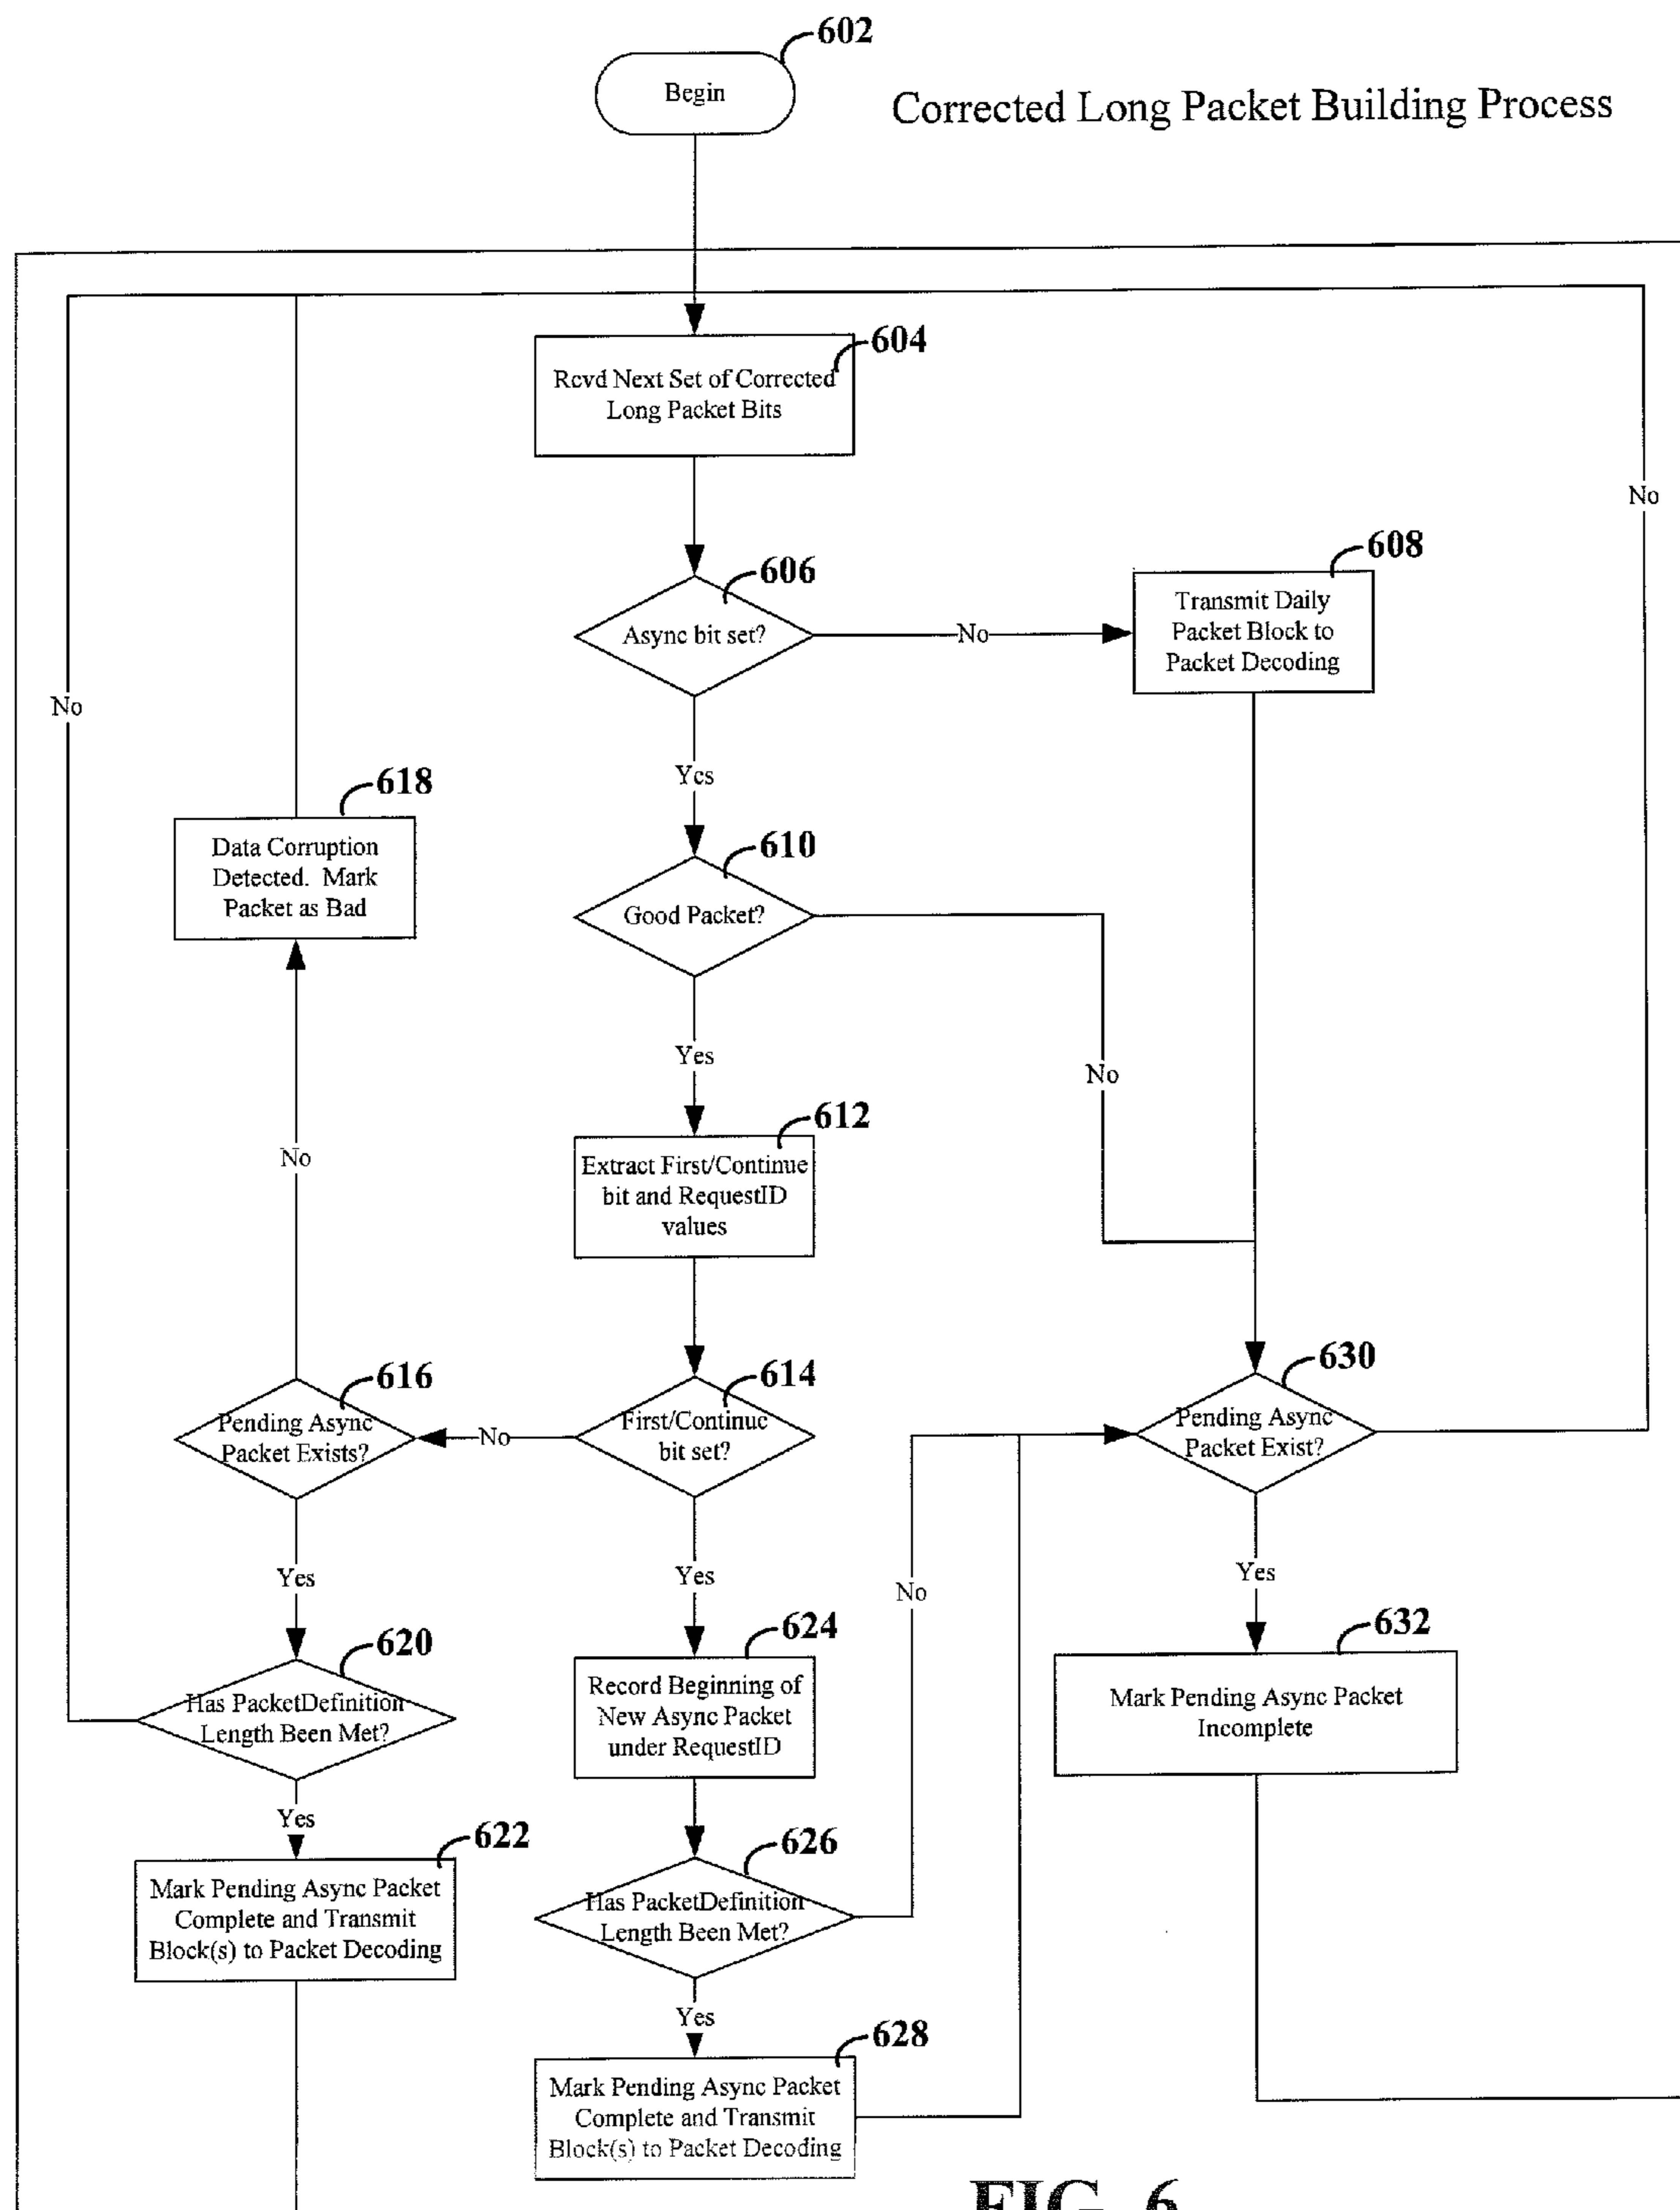 602
Begin
Corrected Long Packet Building Process
604
Rcvd Next Set of Corrected
Long Packet Bits
No
606
Async bit set?
No
608
Transmit Daily
Packet Block to
Packet Decoding
No
Yes
618
Data Corruption
Detected. Mark
Packet as Bad
610
Good Packet?
Yes
No
612
Extract First/Continue
bit and RequestID
values
No
616
Pending Async
Packet Exists?
No
614
First/Continue
bit set?
630
Pending Async
Packet Exist?
Yes
Yes
No
Yes
620
Has PacketDefinition
Length Been Met?
624
Record Beginning of
New Async Packet
under RequestID
632
Mark Pending Async Packet
Incomplete
Yes
622
Mark Pending Async Packet
Complete and Transmit
Block(s) to Packet Decoding
626
Has PacketDefinition
Length Been Met?
Yes
628
Mark Pending Async Packet
Complete and Transmit
Block(s) to Packet Decoding
FIG. 6